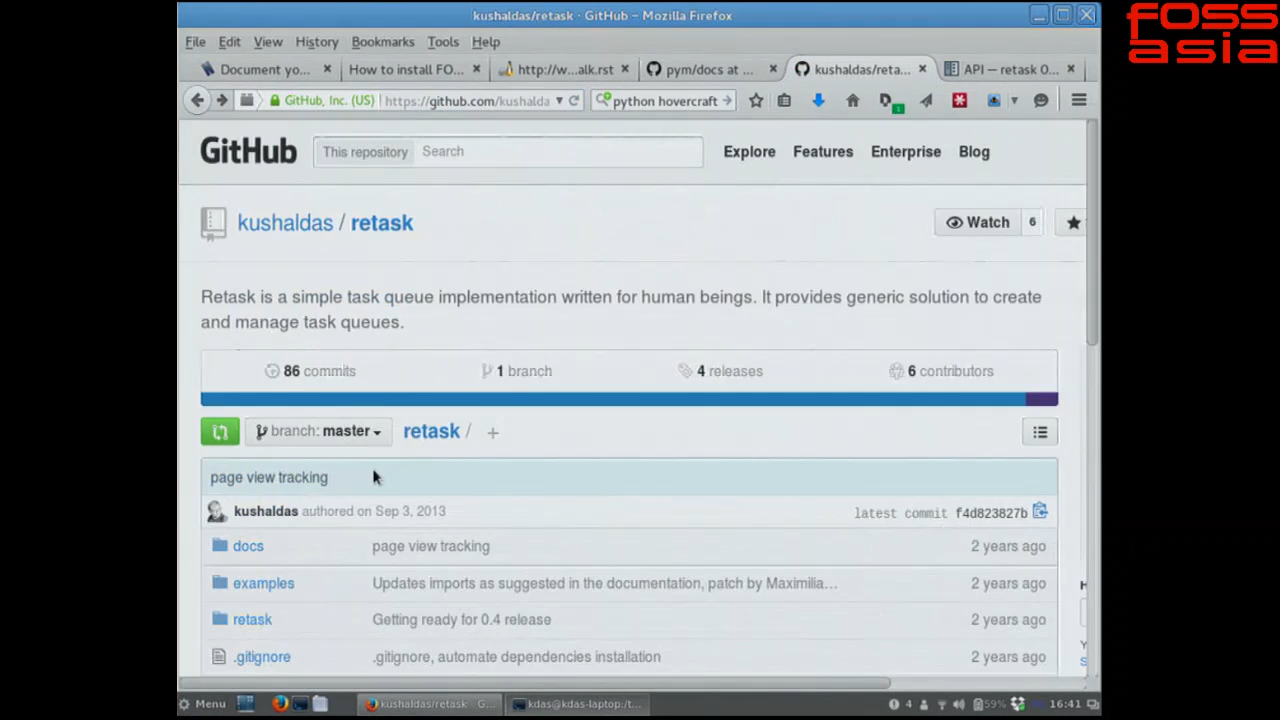 kushaldas/retask · GitHub – Mozilla Firefox
FOSS
ASIA
File Edit View History Bookmarks Tools Help
Document yo... How to install FO... http://w...alk.rst pym/docs at ... kushaldas/reta... API — retask 0...
GitHub, Inc. (US) https://github.com/kushalda python hovercraft
GitHub This repository Search Explore Features Enterprise Blog
kushaldas / retask Watch 6
Retask is a simple task queue implementation written for human beings. It provides generic solution to create
and manage task queues.
86 commits 1 branch 4 releases 6 contributors
branch: master retask / +
page view tracking
kushaldas authored on Sep 3, 2013 latest commit f4d823827b
docs page view tracking 2 years ago
examples Updates imports as suggested in the documentation, patch by Maximilia... 2 years ago
retask Getting ready for 0.4 release 2 years ago
.gitignore .gitignore, automate dependencies installation 2 years ago
Menu kushaldas/retask · G... kdas@kdas-laptop:/t... 4 59% 16:41